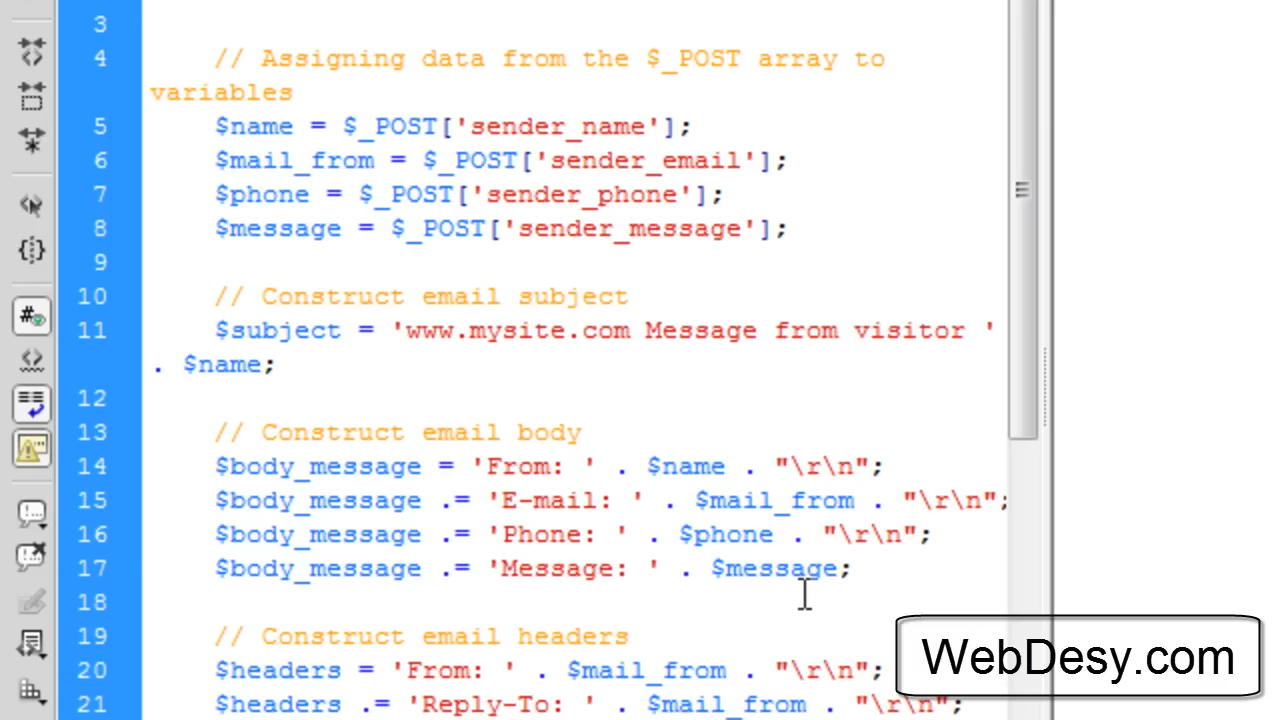 3
4 // Assigning data from the $_POST array to
variables
5 $name = $_POST['sender_name'];
6 $mail_from = $_POST['sender_email'];
7 $phone = $_POST['sender_phone'];
8 $message = $_POST['sender_message'];
9
10 // Construct email subject
11 $subject = 'www.mysite.com Message from visitor '
. $name;
12
13 // Construct email body
14 $body_message = 'From: ' . $name . "\r\n";
15 $body_message .= 'E-mail: ' . $mail_from . "\r\n";
16 $body_message .= 'Phone: ' . $phone . "\r\n";
17 $body_message .= 'Message: ' . $message;
18
19 // Construct email headers
20 $headers = 'From: ' . $mail_from . "\r\n";
21 $headers .= 'Reply-To: ' . $mail_from . "\r\n";
WebDesy.com